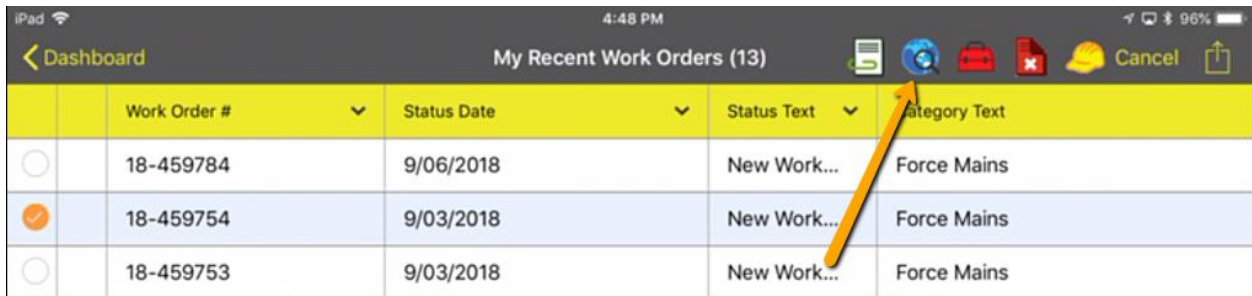 iPad 4:48 PM 96%
Dashboard My Recent Work Orders (13) Cancel
Work Order # Status Date Status Text Category Text
18-459784 9/06/2018 New Work... Force Mains
18-459754 9/03/2018 New Work... Force Mains
18-459753 9/03/2018 New Work... Force Mains